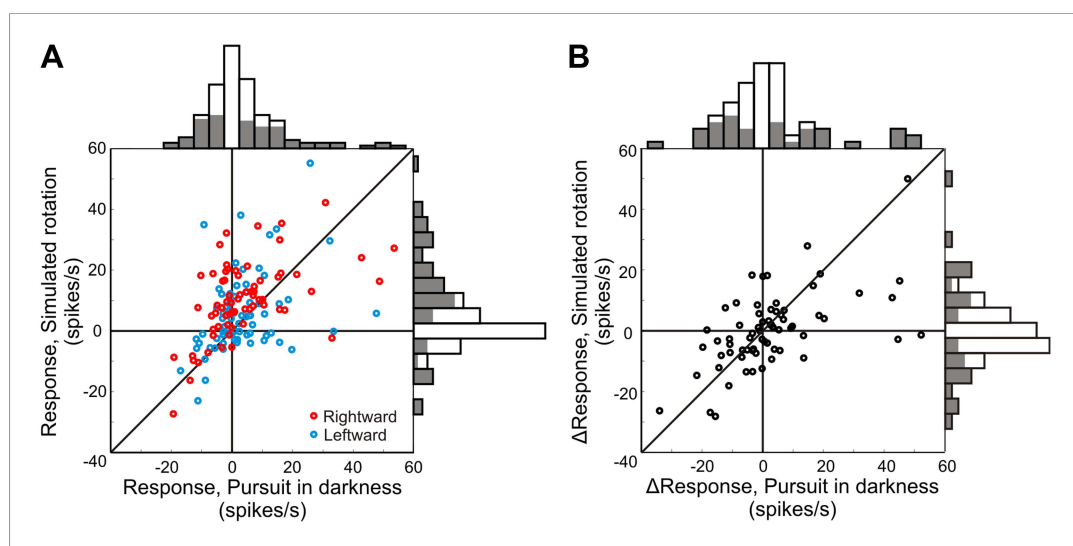 A
B
60
40
20
0
-20
-40
Response, Simulated rotation
(spikes/s)
Rightward
Leftward
-20
0
20
40
60
Response, Pursuit in darkness
(spikes/s)
60
40
20
0
-20
-40
ΔResponse, Simulated rotation
(spikes/s)
-20
0
20
40
60
ΔResponse, Pursuit in darkness
(spikes/s)